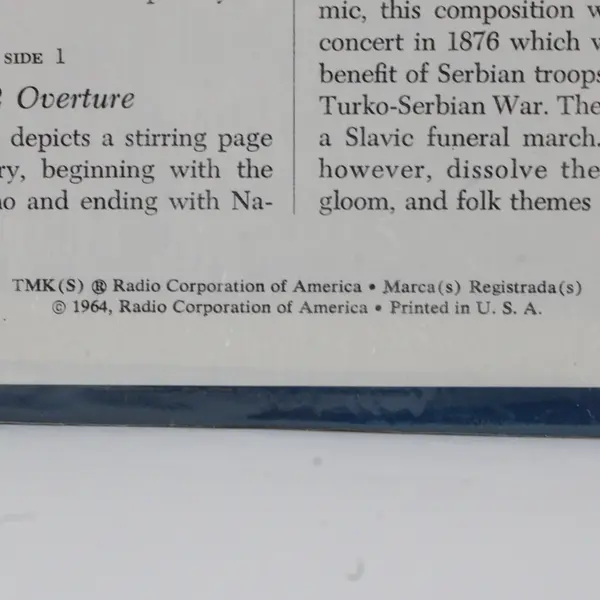 SIDE 1
Overture
depicts a stirring page
beginning with the
and ending with Na-
mic, this composition
concert in 1876 which
benefit of Serbian troops
Turko-Serbian War. The
a Slavic funeral march.
however, dissolve the
gloom, and folk themes
TMK(S) ® Radio Corporation of America • Marca(s) Registrada(s)
© 1964, Radio Corporation of America • Printed in U. S. A.